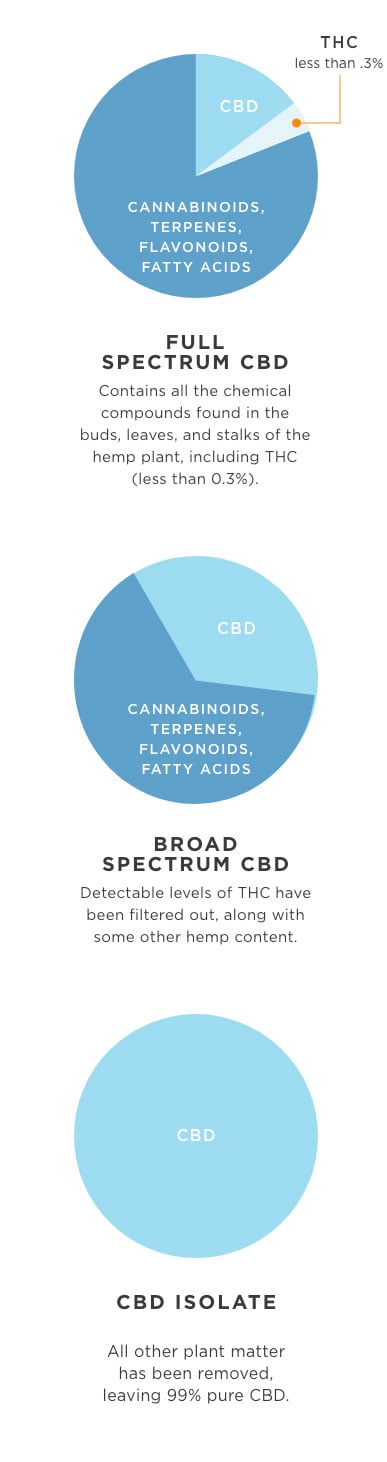 THC
less than .3%
CBD
CANNABINOIDS,
TERPENES,
FLAVONOIDS,
FATTY ACIDS
FULL
SPECTRUM CBD
Contains all the chemical
compounds found in the
buds, leaves, and stalks of the
hemp plant, including THC
(less than 0.3%).
CBD
CANNABINOIDS,
TERPENES,
FLAVONOIDS,
FATTY ACIDS
BROAD
SPECTRUM CBD
Detectable levels of THC have
been filtered out, along with
some other hemp content.
CBD
CBD ISOLATE
All other plant matter
has been removed,
leaving 99% pure CBD.